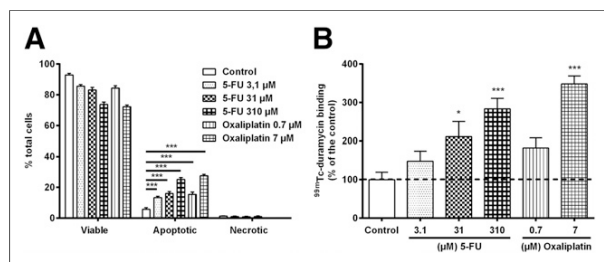 A
% total cells
100
80
60
40
20
0
Control
5-FU 3,1 µM
5-FU 31 µM
5-FU 310 µM
Oxaliplatin 0.7 µM
Oxaliplatin 7 µM
***
***
***
***
***
Viable
Apoptotic
Necrotic
B
99mTc-duramycin binding
(% of the control)
400
300
200
100
0
*
***
***
Control
3.1
31
310
0.7
7
(µM) 5-FU
(µM) Oxaliplatin